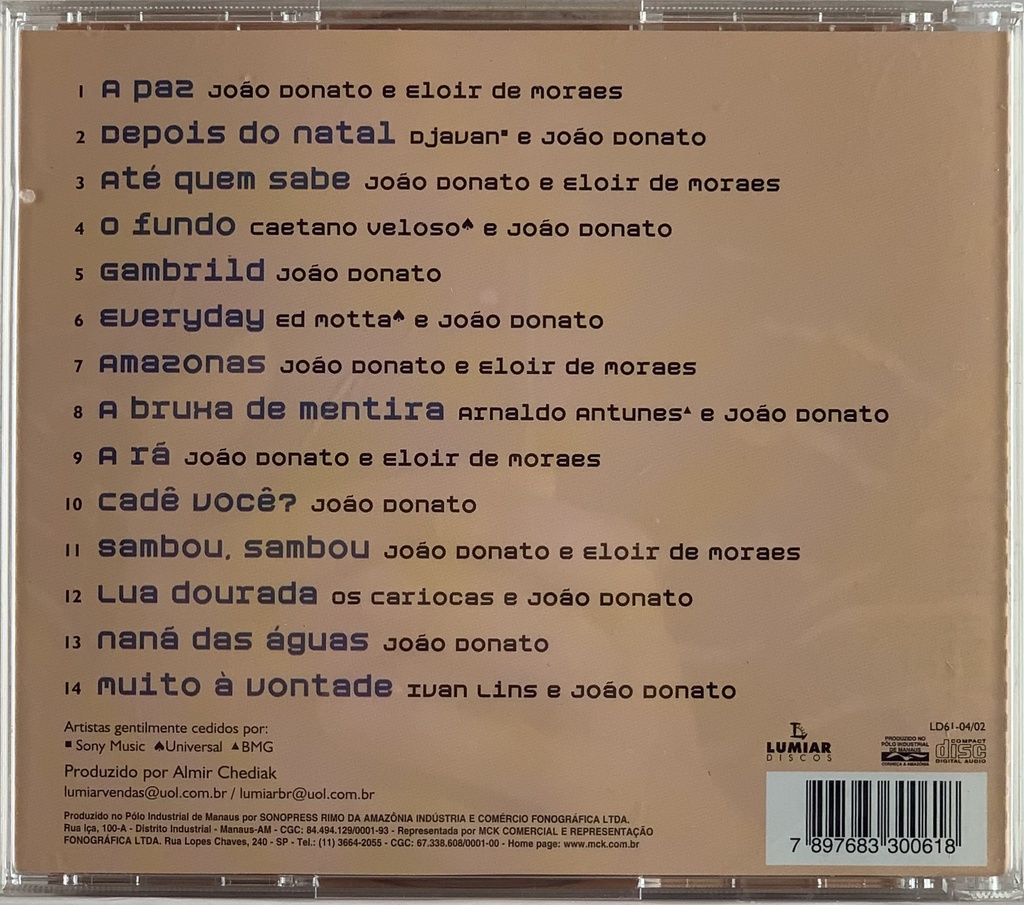 1 A paz João Donato e Eloir de Moraes
2 Depois do natal Djavan▪ e João Donato
3 Até quem sabe João Donato e Eloir de Moraes
4 O fundo Caetano Veloso♠ e João Donato
5 Gambrild João Donato
6 Everyday Ed Motta♠ e João Donato
7 Amazonas João Donato e Eloir de Moraes
8 A bruxa de mentira Arnaldo Antunes▲ e João Donato
9 A rã João Donato e Eloir de Moraes
10 Cadê você? João Donato
11 Sambou, sambou João Donato e Eloir de Moraes
12 Lua dourada Os Cariocas e João Donato
13 Naná das águas João Donato
14 Muito à vontade Ivan Lins e João Donato
Artistas gentilmente cedidos por:
▪ Sony Music ♠Universal ▲BMG
Produzido por Almir Chediak
lumiarvendas@uol.com.br / lumiarbr@uol.com.br
Produzido no Pólo Industrial de Manaus por SONOPRESS RIMO DA AMAZÔNIA INDÚSTRIA E COMÉRCIO FONOGRÁFICA LTDA.
Rua Iça, 100-A - Distrito Industrial - Manaus-AM - CGC: 84.494.129/0001-93 - Representada por MCK COMERCIAL E REPRESENTAÇÃO
FONOGRÁFICA LTDA. Rua Lopes Chaves, 240 - SP - Tel.: (11) 3664-2055 - CGC: 67.338.608/0001-00 - Home page: www.mck.com.br
LUMIAR
DISCOS
LD61-04/02
PRODUZIDO NO
PÓLO INDUSTRIAL
DE MANAUS
CONHEÇA A AMAZÔNIA
COMPACT
disc
DIGITAL AUDIO
7 897683 300618